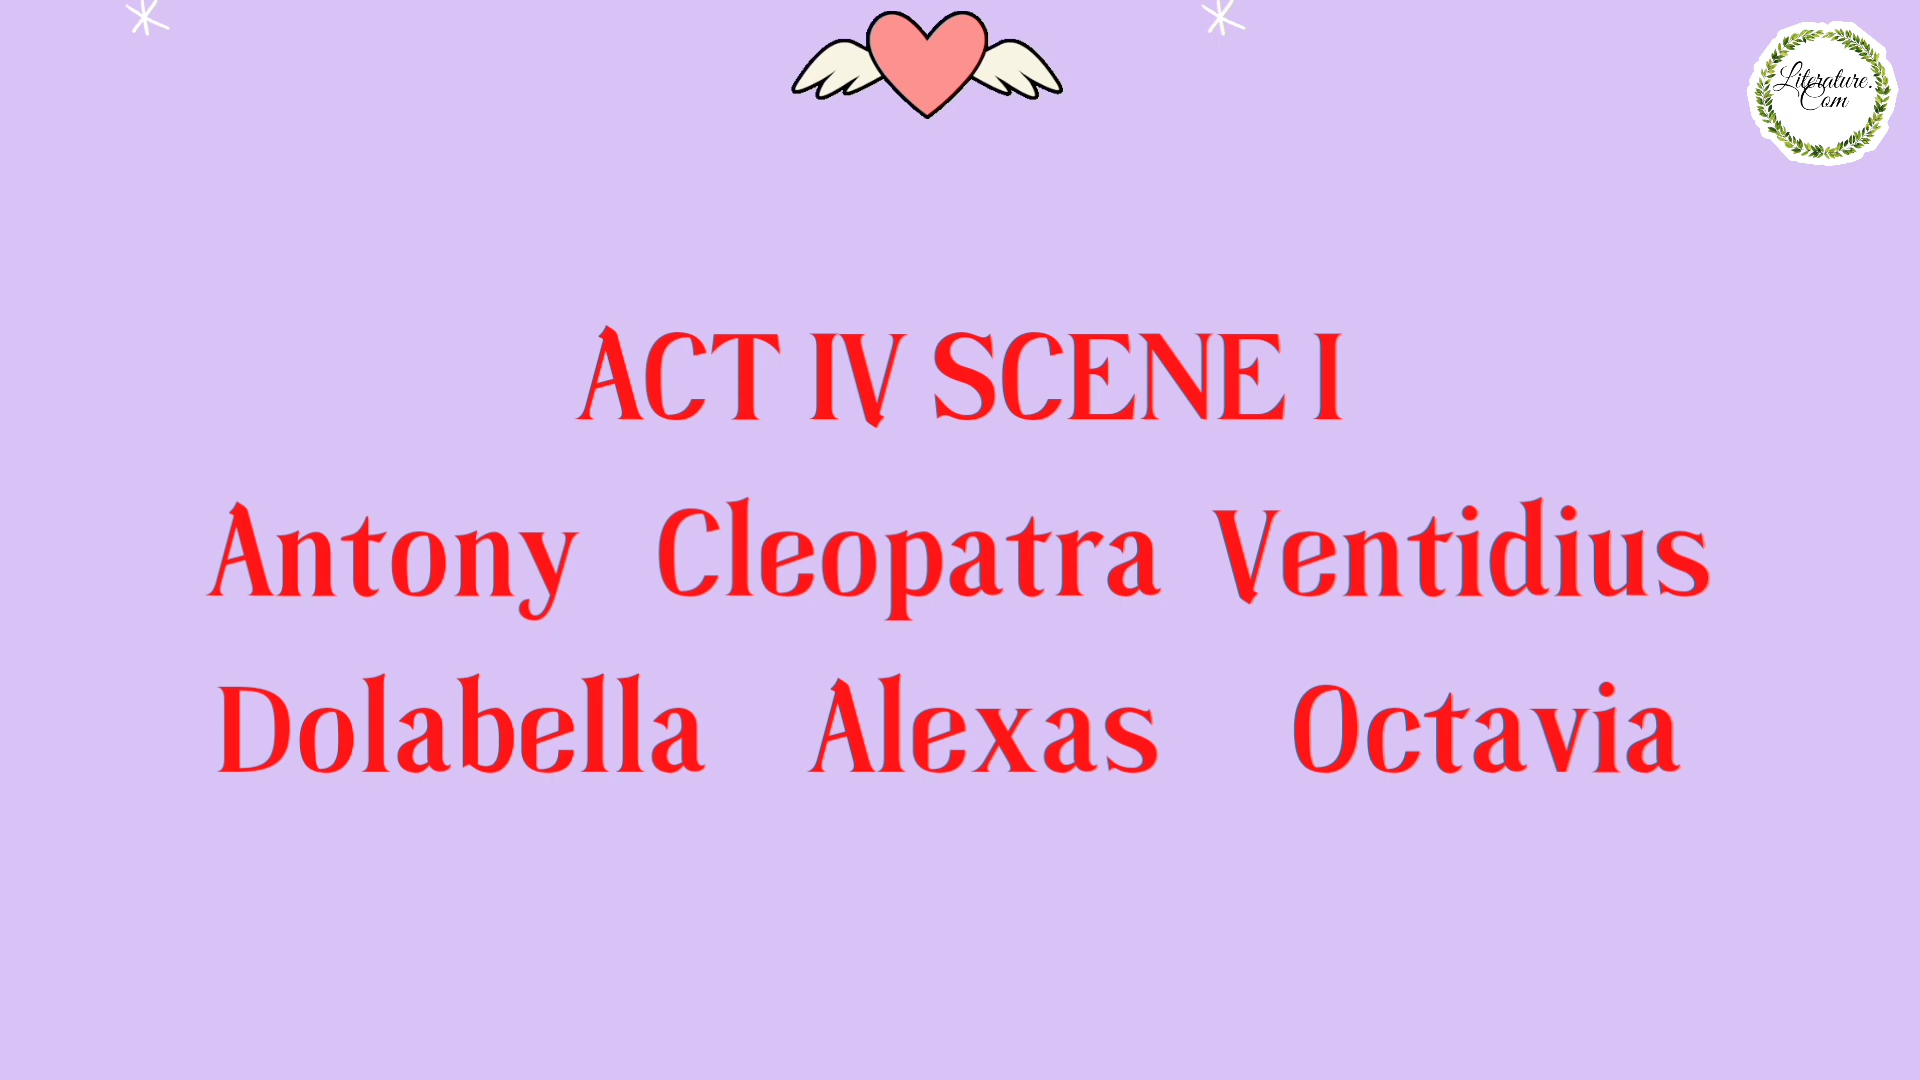 Literature.
Com
ACT IV SCENE I
Antony Cleopatra Ventidius
Dolabella Alexas Octavia